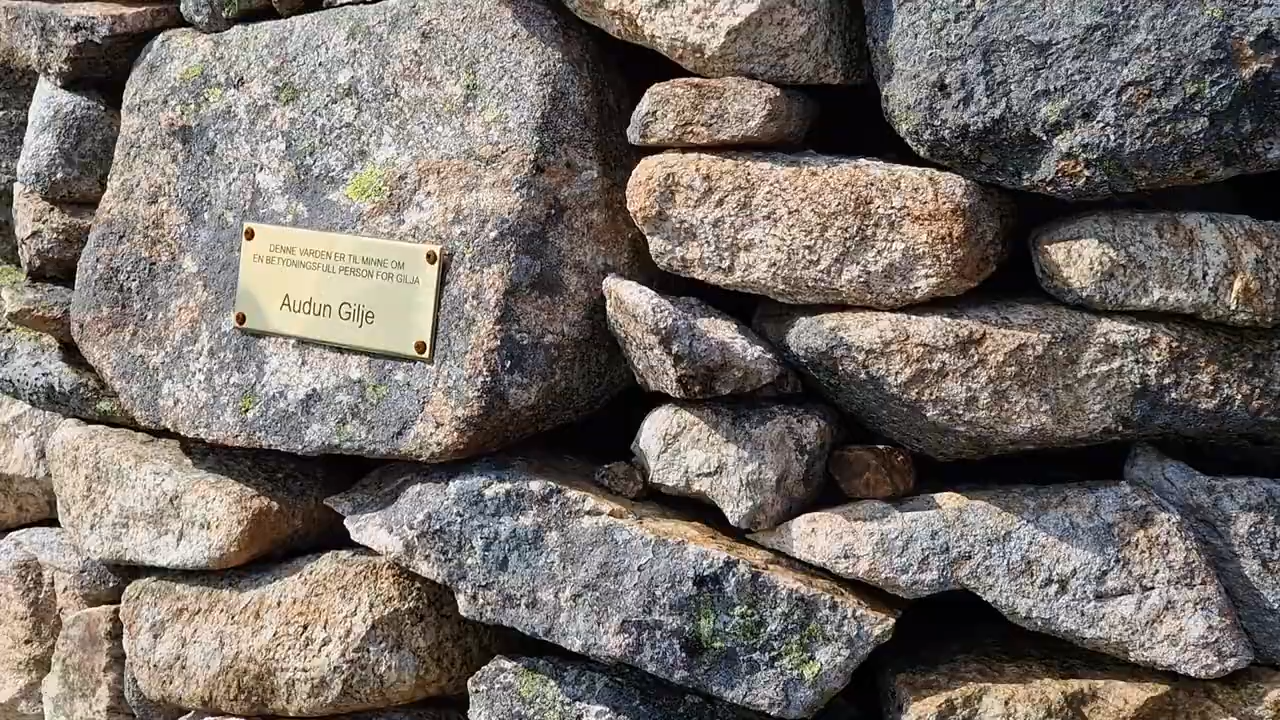 DENNE VARDEN ER TIL MINNE OM
EN BETYDNINGSFULL PERSON FOR GILJA
Audun Gilje